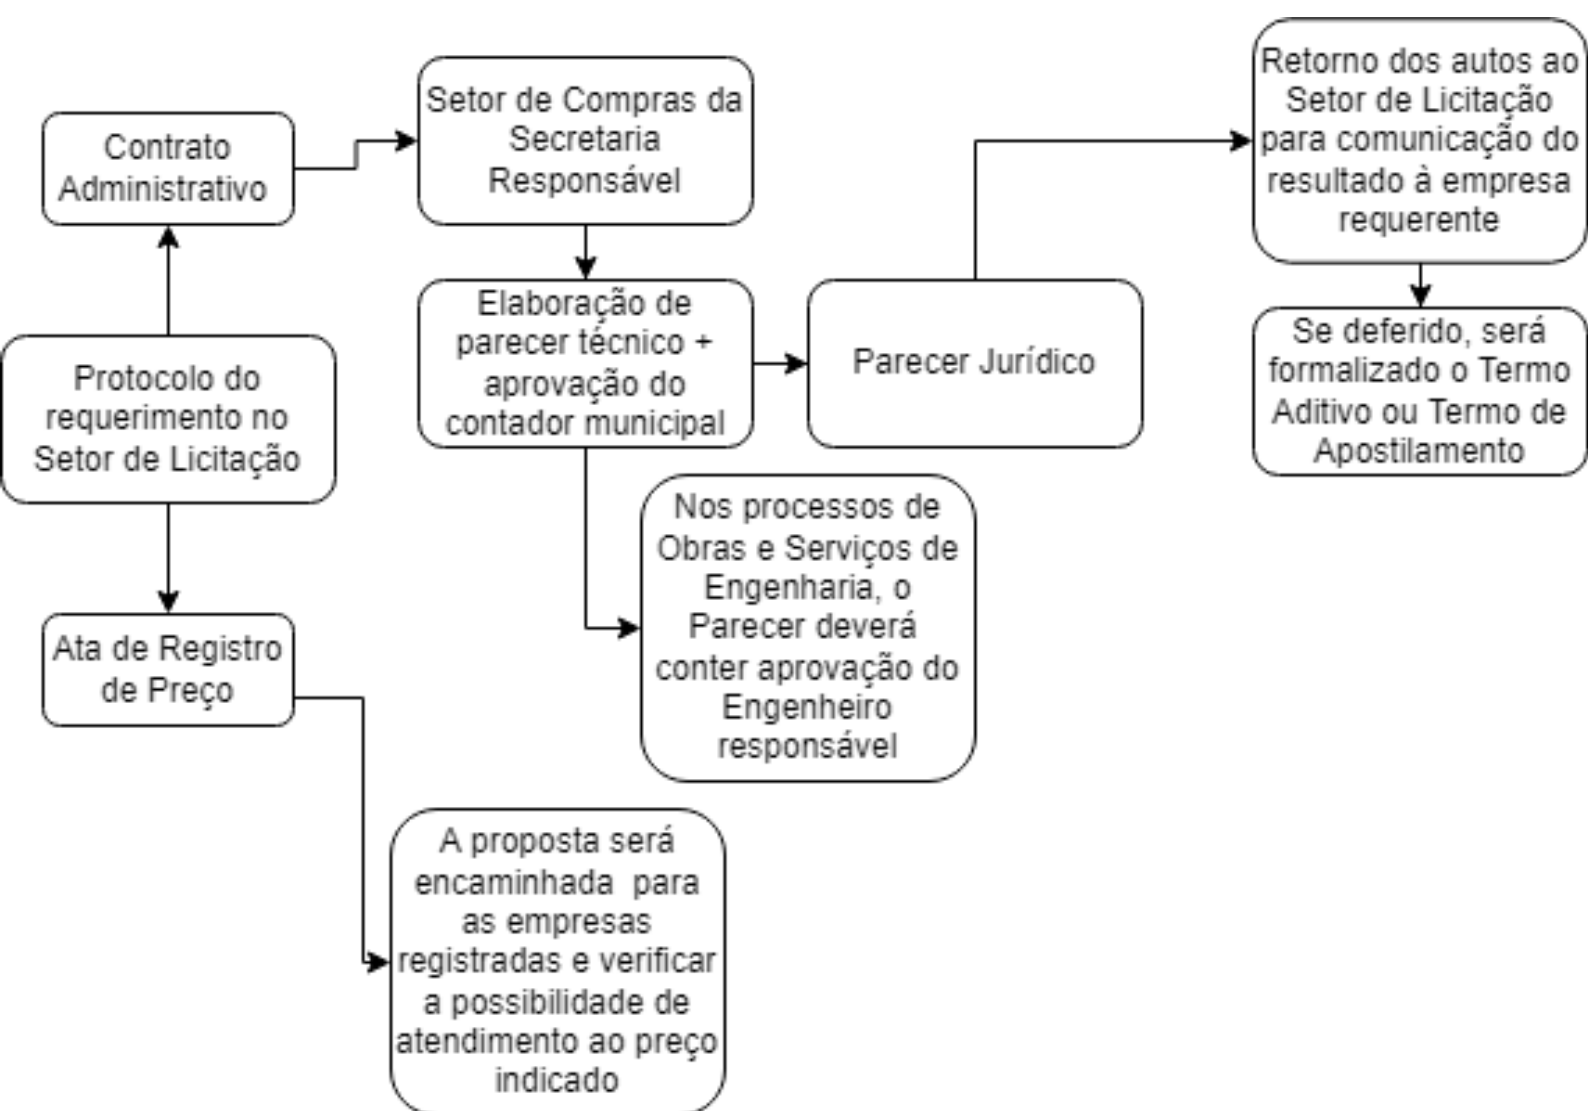 Protocolo do
requerimento no
Setor de Licitação
Contrato
Administrativo
Setor de Compras da
Secretaria
Responsável
Elaboração de
parecer técnico +
aprovação do
contador municipal
Parecer Jurídico
Retorno dos autos ao
Setor de Licitação
para comunicação do
resultado à empresa
requerente
Se deferido, será
formalizado o Termo
Aditivo ou Termo de
Apostilamento
Nos processos de
Obras e Serviços de
Engenharia, o
Parecer deverá
conter aprovação do
Engenheiro
responsável
Ata de Registro
de Preço
A proposta será
encaminhada  para
as empresas
registradas e verificar
a possibilidade de
atendimento ao preço
indicado